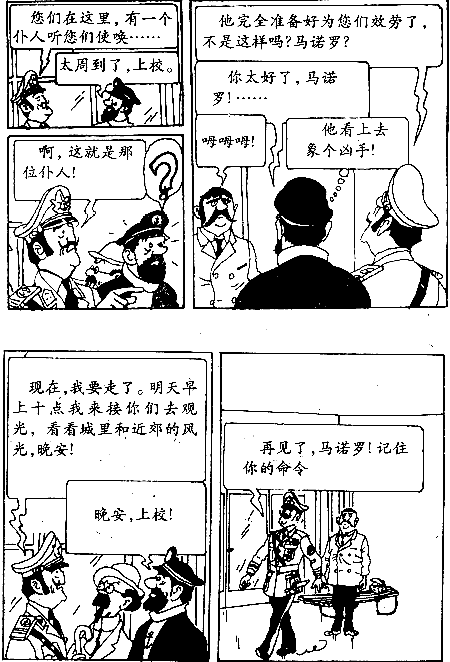 您们在这里,有一个
仆人听您们使唤……
太周到了,上校。
啊,这就是那
位仆人!
?
他完全准备好为您们效劳了,
不是这样吗?马诺罗?
你太好了,马诺
罗!……
呣呣呣!
他看上去
象个凶手!
现在,我要走了。明天早
上十点我来接你们去观
光,看看城里和近郊的风
光,晚安!
晚安,上校!
再见了,马诺罗!记住
你的命令